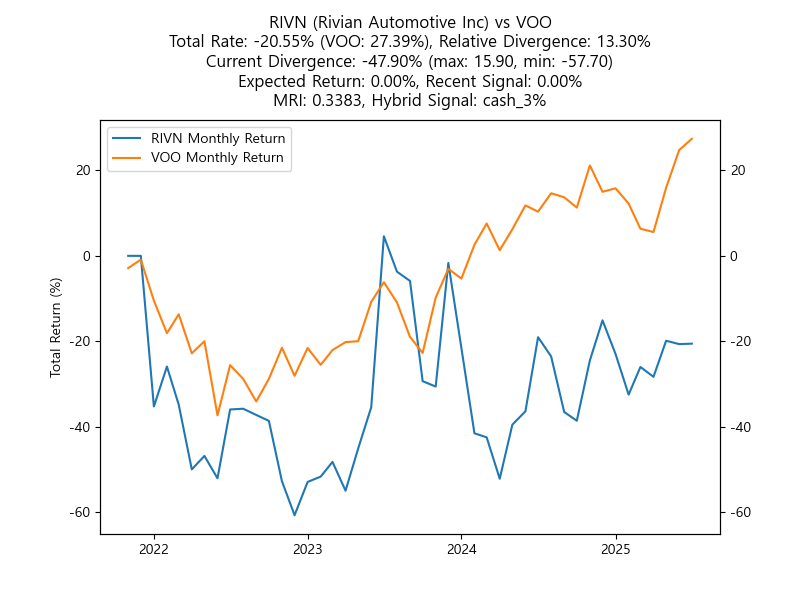 RIVN (Rivian Automotive Inc) vs VOO
Total Rate: -20.55% (VOO: 27.39%), Relative Divergence: 13.30%
Current Divergence: -47.90% (max: 15.90, min: -57.70)
Expected Return: 0.00%, Recent Signal: 0.00%
MRI: 0.3383, Hybrid Signal: cash_3%
RIVN Monthly Return
VOO Monthly Return
Total Return (%)
20
0
-20
-40
-60
20
0
-20
-40
-60
2022
2023
2024
2025